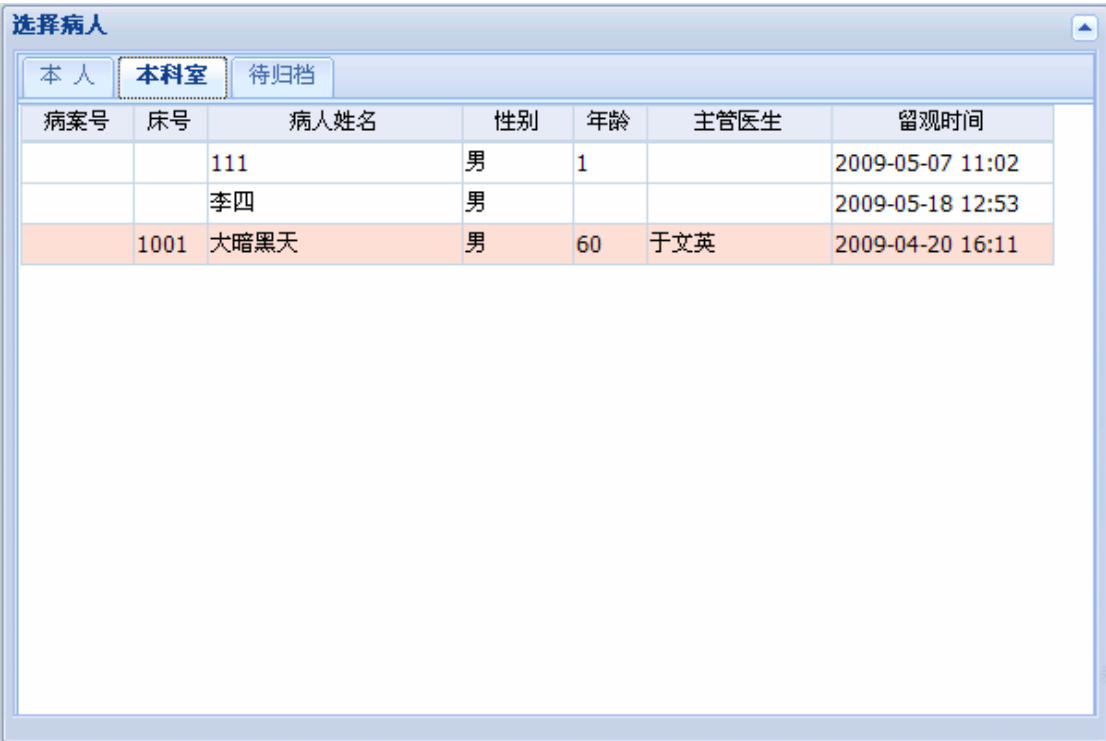 选择病人
本 人 本科室 待归档
病案号 床号 病人姓名 性别 年龄 主管医生 留观时间
111 男 1 2009-05-07 11:02
李四 男 2009-05-18 12:53
1001 大暗黑天 男 60 于文英 2009-04-20 16:11